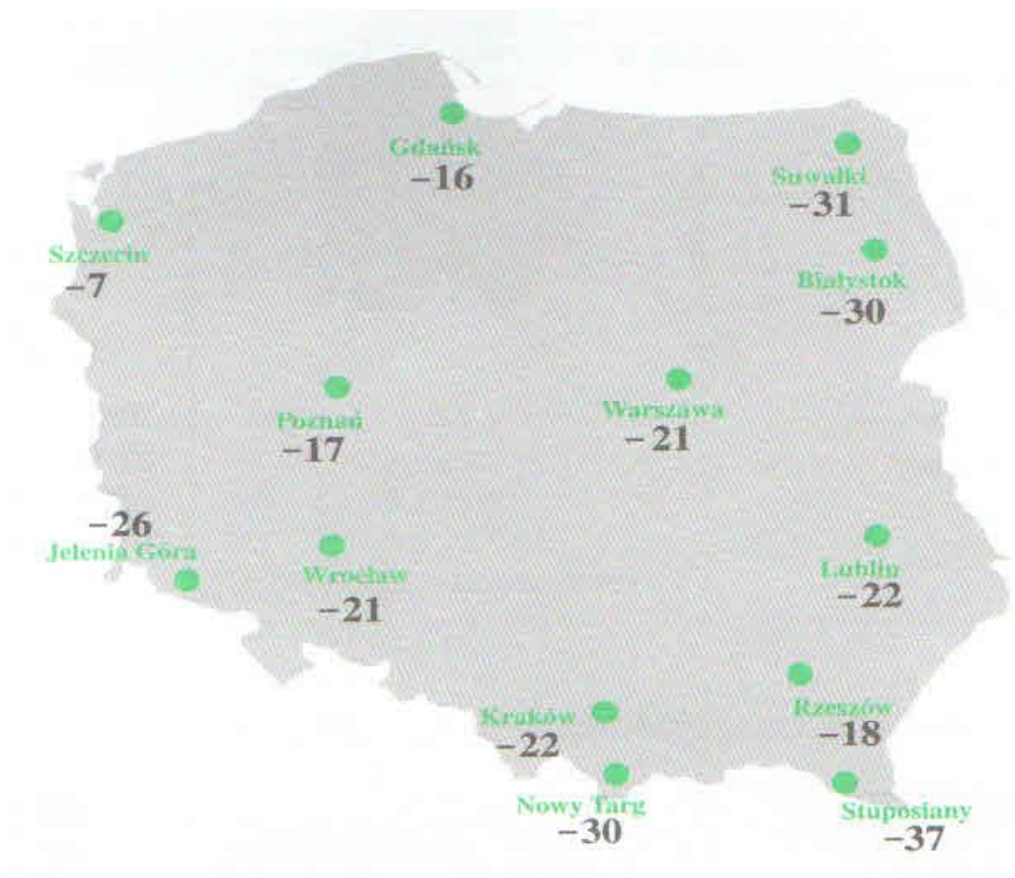 Gdańsk
−16
Suwałki
−31
Szczecin
−7
Białystok
−30
Poznań
−17
Warszawa
−21
−26
Jelenia Góra
Wrocław
−21
Lublin
−22
Rzeszów
−18
Kraków
−22
Nowy Targ
−30
Stuposiany
−37